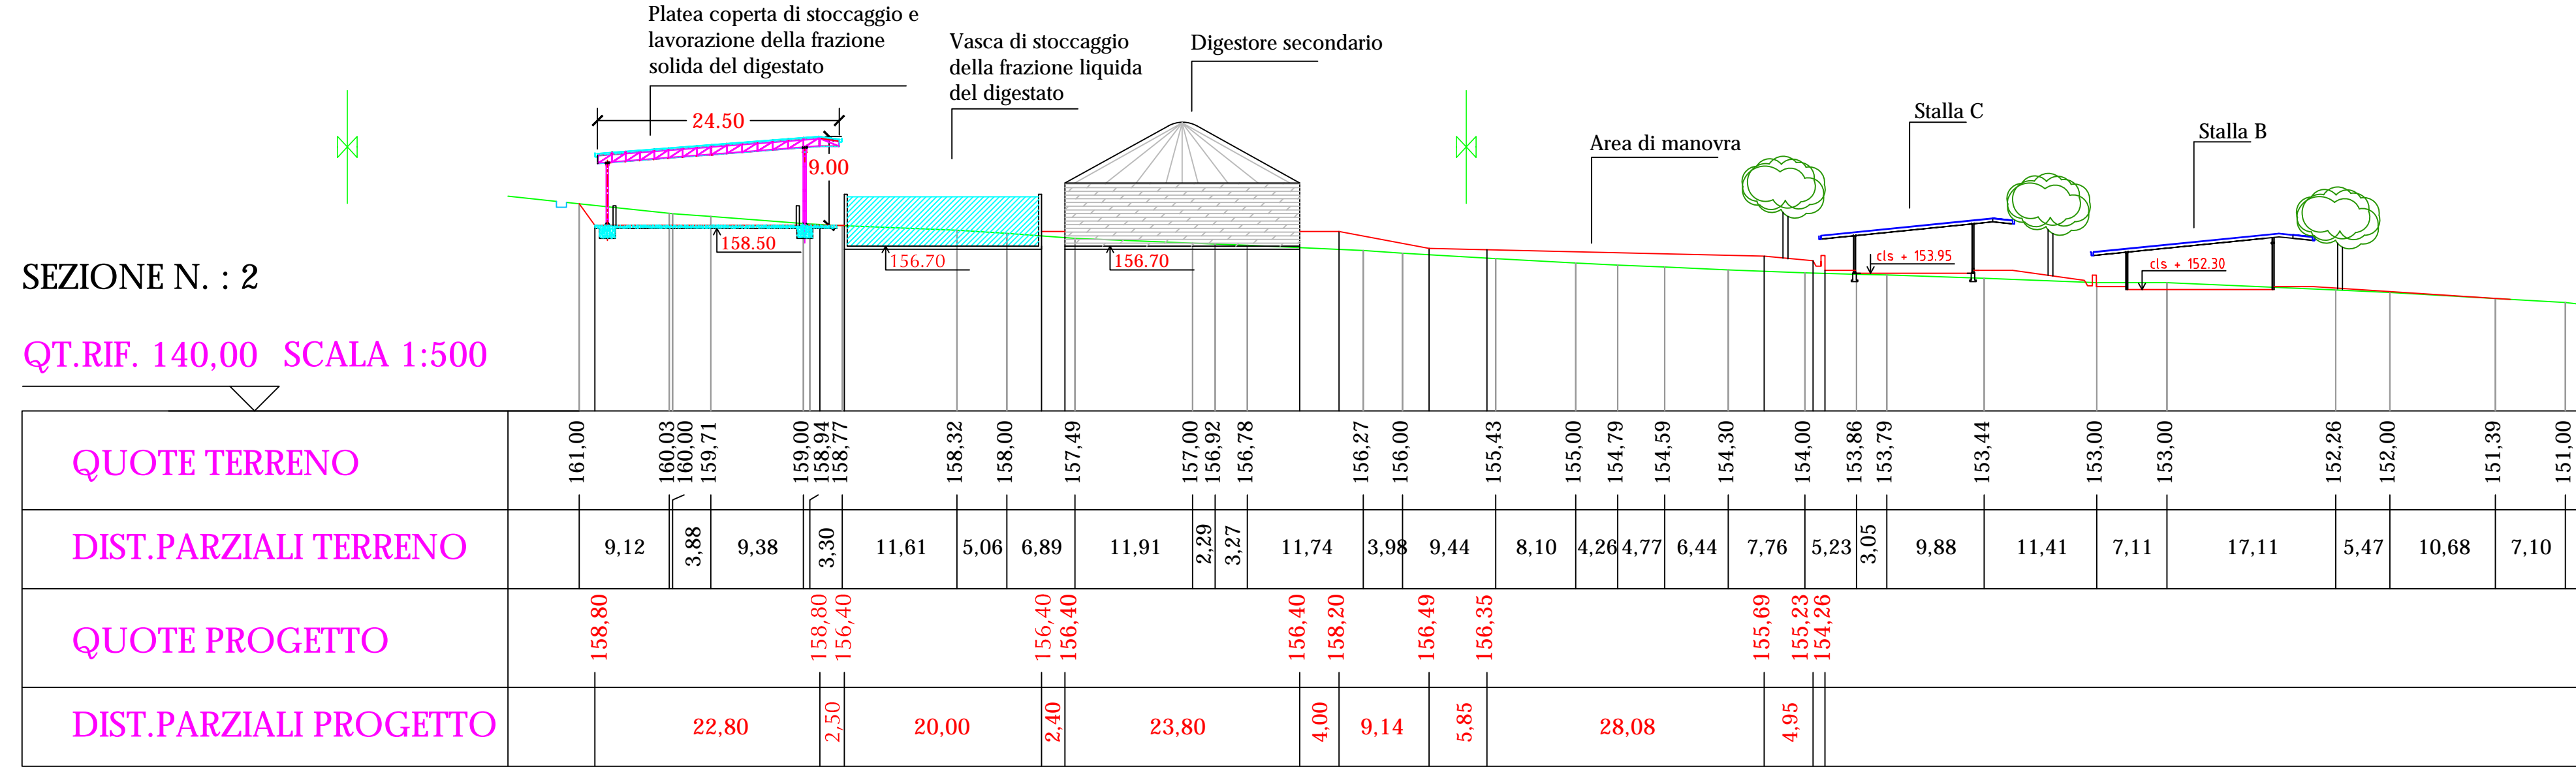 Platea coperta di stoccaggio e
lavorazione della frazione
solida del digestato
Vasca di stoccaggio
della frazione liquida
del digestato
Digestore secondario
Area di manovra
Stalla C
Stalla B
24.50
9.00
158.50
156.70
156.70
cls + 153.95
cls + 152.30
SEZIONE N. : 2
QT.RIF. 140,00 SCALA 1:500
QUOTE TERRENO
161,00 160,03 160,00 159,71 159,00 158,94 158,77 158,32 158,00 157,49 157,00 156,92 156,78 156,27 156,00 155,43 155,00 154,79 154,59 154,30 154,00 153,86 153,79 153,44 153,00 153,00 152,26 152,00 151,39 151,00
DIST.PARZIALI TERRENO
9,12 3,88 9,38 3,30 11,61 5,06 6,89 11,91 2,29 3,27 11,74 3,98 9,44 8,10 4,26 4,77 6,44 7,76 5,23 3,05 9,88 11,41 7,11 17,11 5,47 10,68 7,10
QUOTE PROGETTO
158,80 158,80 156,40 156,40 156,40 156,40 158,20 156,49 156,35 155,69 155,23 154,26
DIST.PARZIALI PROGETTO
22,80 2,50 20,00 2,40 23,80 4,00 9,14 5,85 28,08 4,95